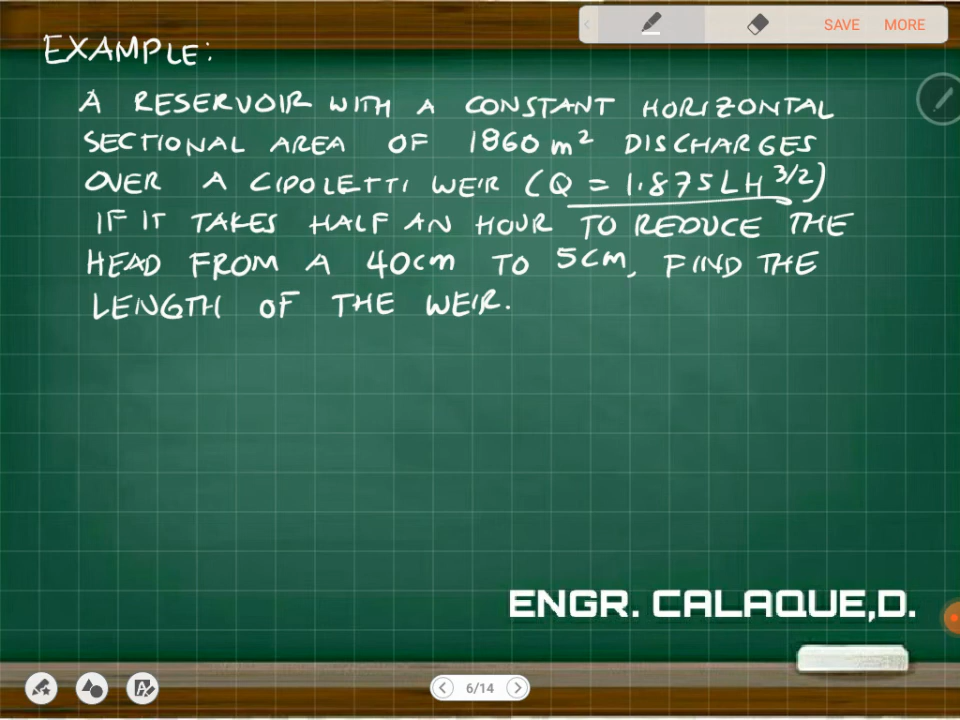 SAVE MORE
EXAMPLE:
A RESERVOIR WITH A CONSTANT HORIZONTAL
SECTIONAL AREA OF 1860 m² DISCHARGES
OVER A CIPOLETTI WEIR (Q = 1.875LH^3/2)
IF IT TAKES HALF AN HOUR TO REDUCE THE
HEAD FROM A 40cm TO 5cm, FIND THE
LENGTH OF THE WEIR.
ENGR. CALAQUE,D.
6/14